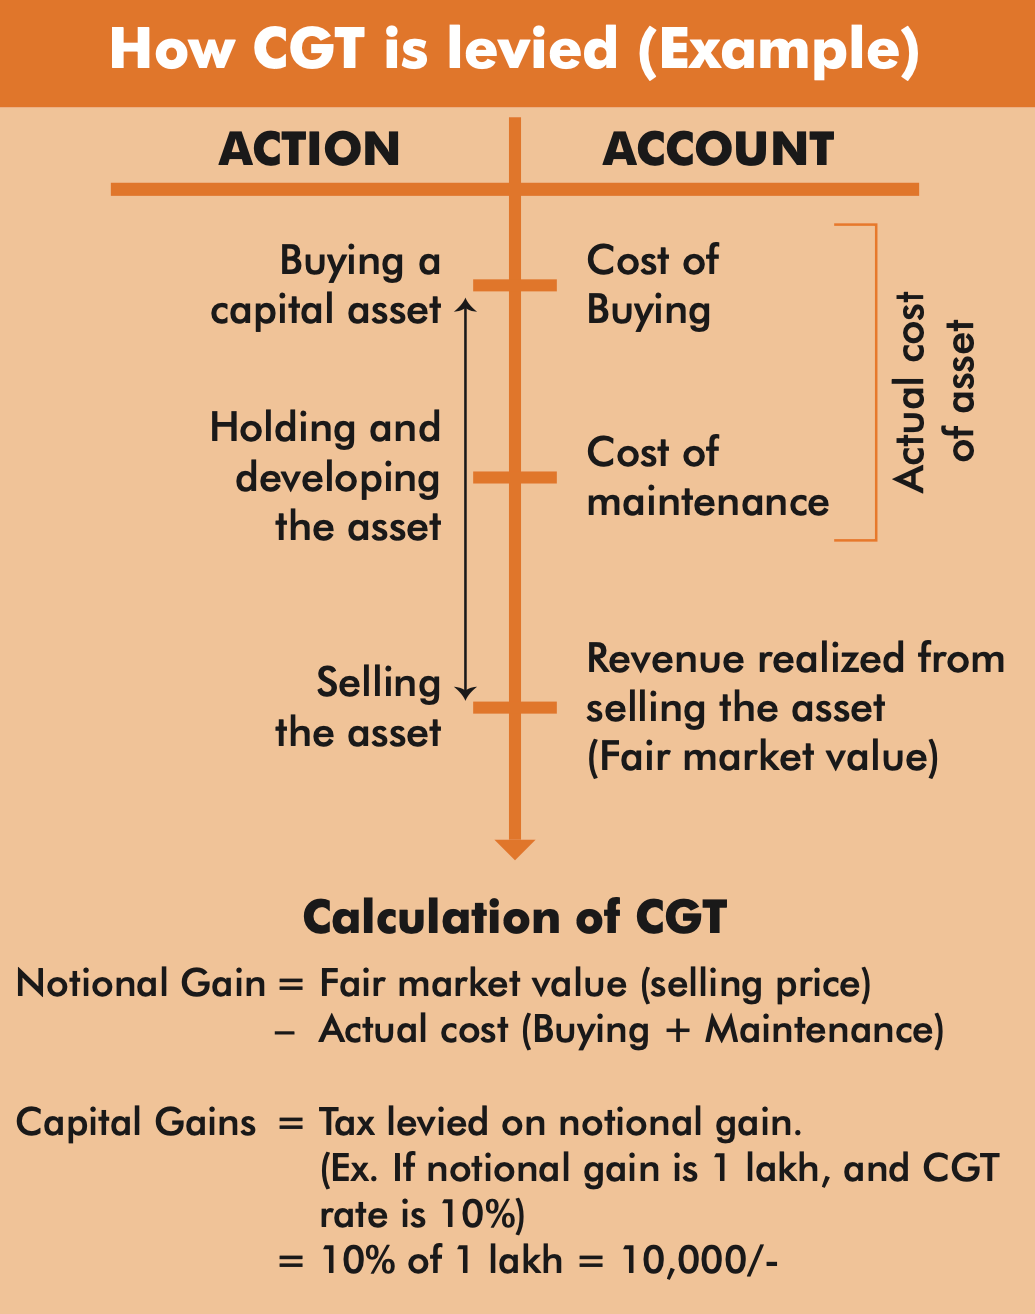 How CGT is levied (Example)
ACTION
ACCOUNT
Buying a
capital asset
Cost of
Buying
Holding and
developing
the asset
Cost of
maintenance
Actual cost
of asset
Selling
the asset
Revenue realized from
selling the asset
(Fair market value)
Calculation of CGT
Notional Gain = Fair market value (selling price)
– Actual cost (Buying + Maintenance)
Capital Gains = Tax levied on notional gain.
(Ex. If notional gain is 1 lakh, and CGT
rate is 10%)
= 10% of 1 lakh = 10,000/-